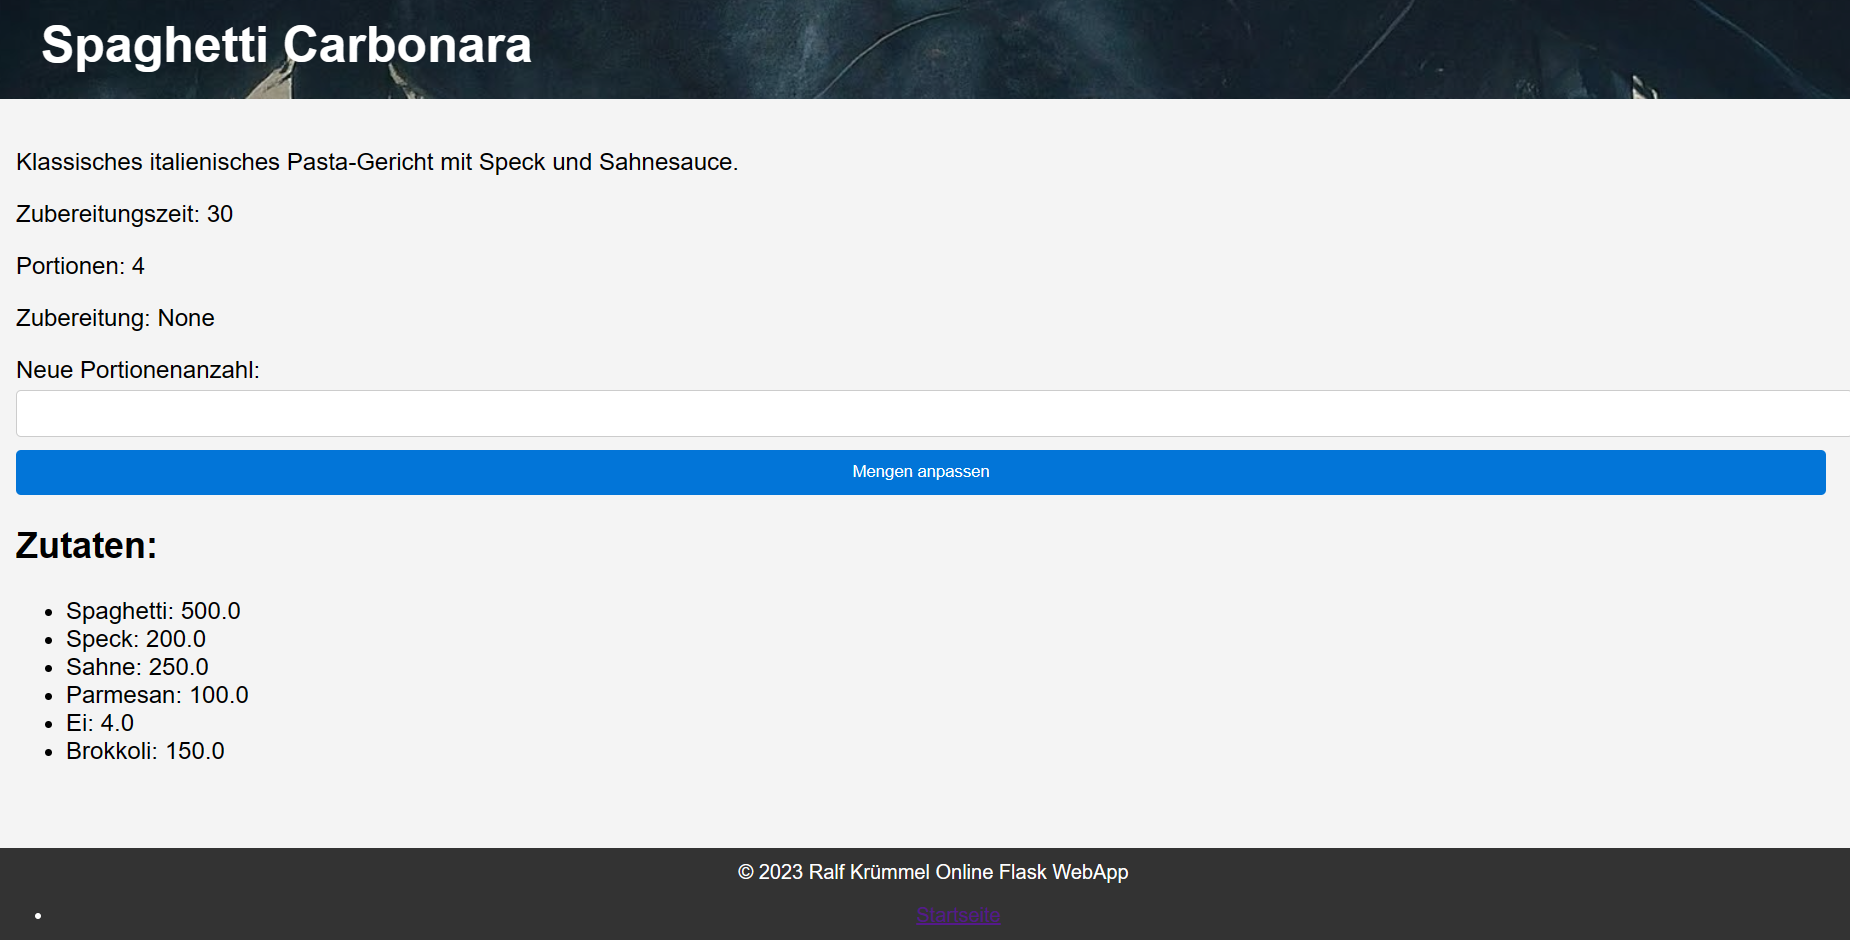 Spaghetti Carbonara
Klassisches italienisches Pasta-Gericht mit Speck und Sahnesauce.
Zubereitungszeit: 30
Portionen: 4
Zubereitung: None
Neue Portionenanzahl:
Mengen anpassen
Zutaten:
Spaghetti: 500.0
Speck: 200.0
Sahne: 250.0
Parmesan: 100.0
Ei: 4.0
Brokkoli: 150.0
© 2023 Ralf Krümmel Online Flask WebApp
Startseite